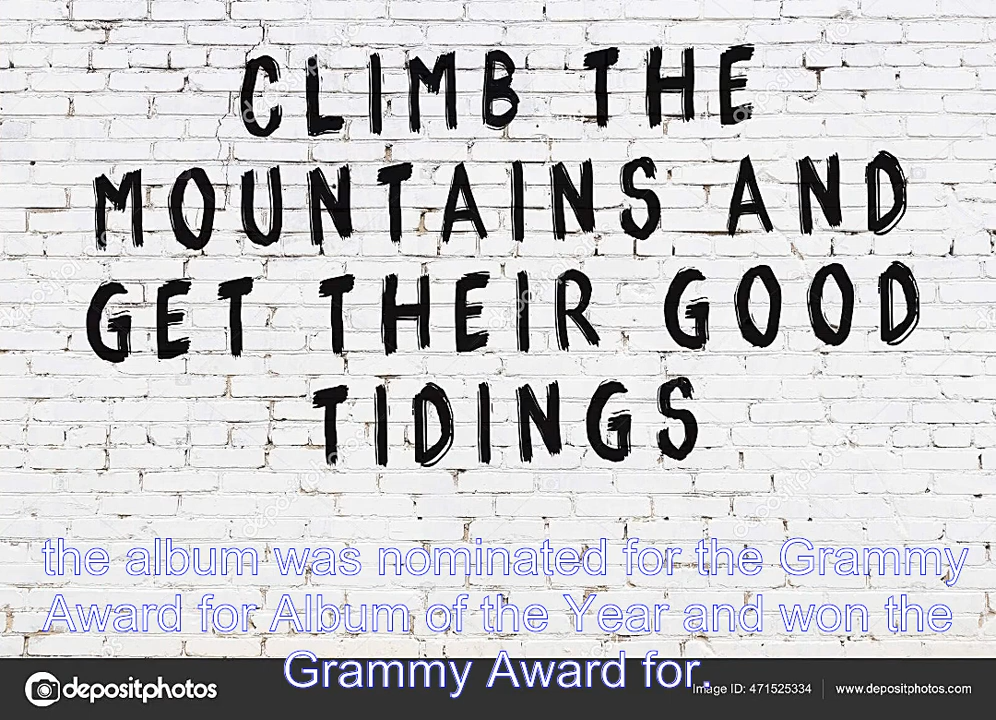 CLIMB THE
MOUNTAINS AND
GET THEIR GOOD
TIDINGS
the album was nominated for the Grammy
Award for Album of the Year and won the
Grammy Award for.
depositphotos
Image ID: 471525334
www.depositphotos.com